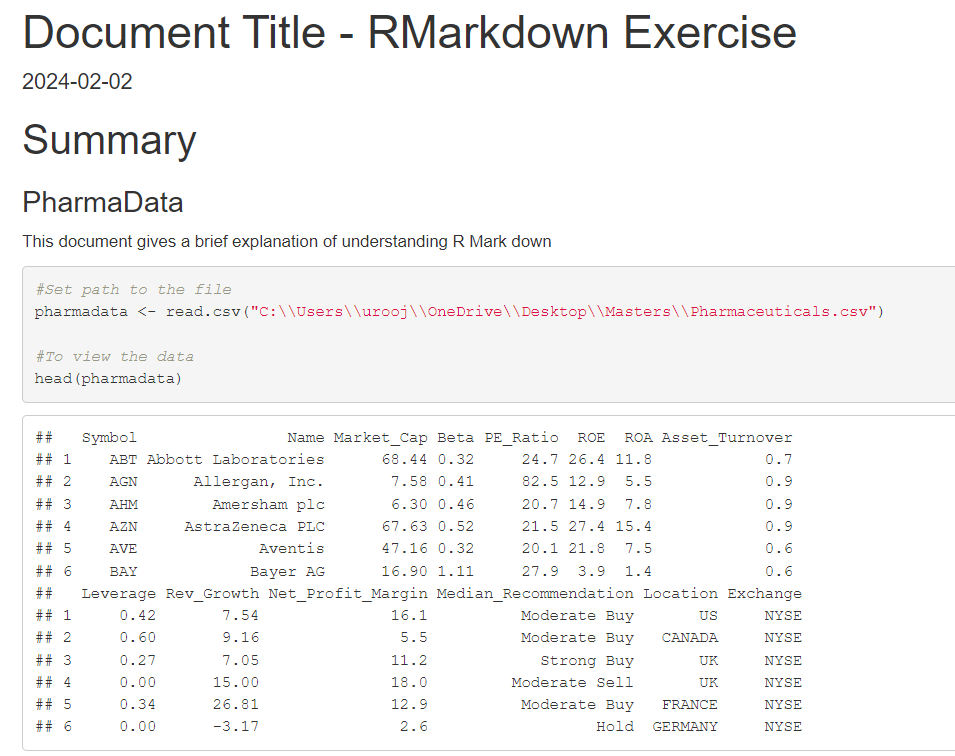 Document Title - RMarkdown Exercise
2024-02-02
Summary
PharmaData
This document gives a brief explanation of understanding R Mark down
#Set path to the file
pharmadata <- read.csv("C:\\Users\\urooj\\OneDrive\\Desktop\\Masters\\Pharmaceuticals.csv")
#To view the data
head(pharmadata)
##   Symbol                Name Market_Cap Beta PE_Ratio  ROE  ROA Asset_Turnover
## 1    ABT Abbott Laboratories      68.44 0.32     24.7 26.4 11.8            0.7
## 2    AGN      Allergan, Inc.       7.58 0.41     82.5 12.9  5.5            0.9
## 3    AHM        Amersham plc       6.30 0.46     20.7 14.9  7.8            0.9
## 4    AZN     AstraZeneca PLC      67.63 0.52     21.5 27.4 15.4            0.9
## 5    AVE             Aventis      47.16 0.32     20.1 21.8  7.5            0.6
## 6    BAY            Bayer AG      16.90 1.11     27.9  3.9  1.4            0.6
##   Leverage Rev_Growth Net_Profit_Margin Median_Recommendation Location Exchange
## 1     0.42       7.54              16.1          Moderate Buy       US     NYSE
## 2     0.60       9.16               5.5          Moderate Buy   CANADA     NYSE
## 3     0.27       7.05              11.2            Strong Buy       UK     NYSE
## 4     0.00      15.00              18.0         Moderate Sell       UK     NYSE
## 5     0.34      26.81              12.9          Moderate Buy   FRANCE     NYSE
## 6     0.00      -3.17               2.6                  Hold  GERMANY     NYSE